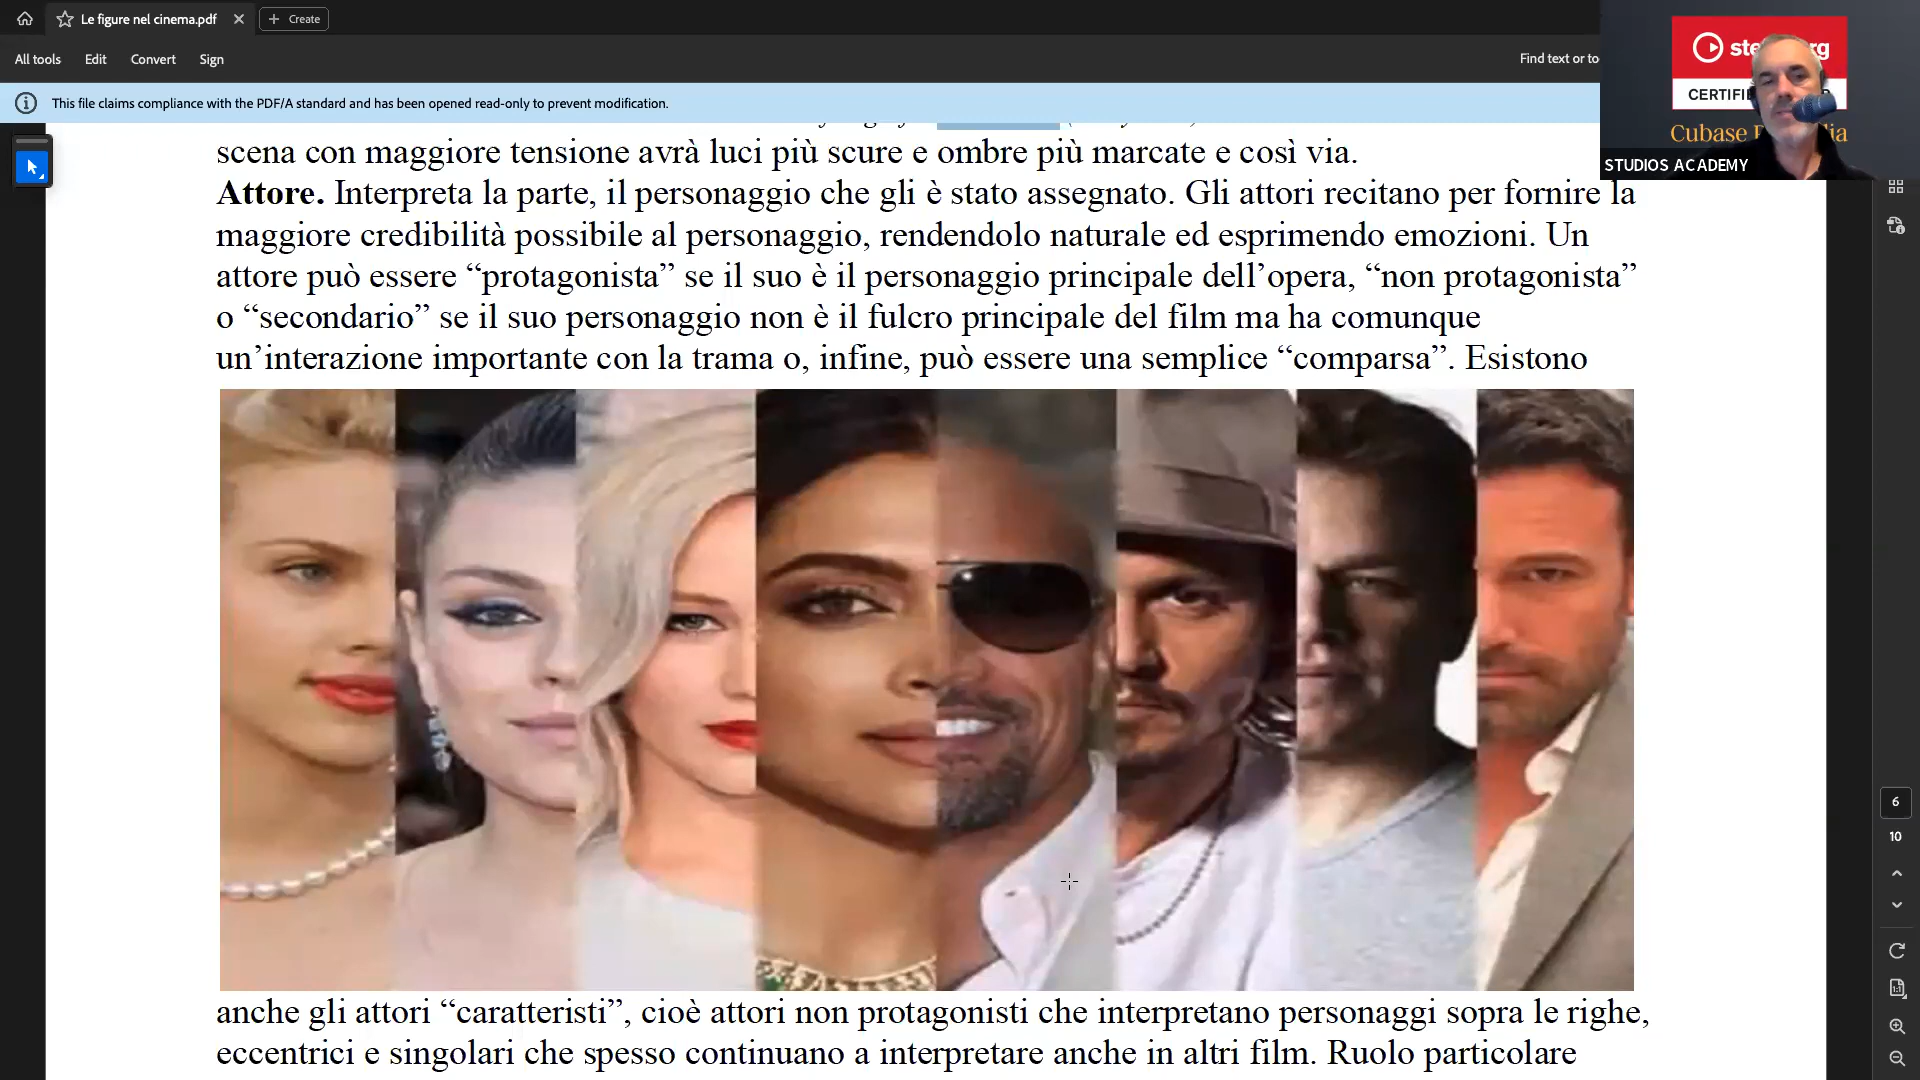 Le figure nel cinema.pdf
Create
All tools
Edit
Convert
Sign
Find text or to
This file claims compliance with the PDF/A standard and has been opened read-only to prevent modification.
CERTIFI
Cubase
STUDIOS ACADEMY
scena con maggiore tensione avrà luci più scure e ombre più marcate e così via.
Attore. Interpreta la parte, il personaggio che gli è stato assegnato. Gli attori recitano per fornire la
maggiore credibilità possibile al personaggio, rendendolo naturale ed esprimendo emozioni. Un
attore può essere “protagonista” se il suo è il personaggio principale dell’opera, “non protagonista”
o “secondario” se il suo personaggio non è il fulcro principale del film ma ha comunque
un’interazione importante con la trama o, infine, può essere una semplice “comparsa”. Esistono
anche gli attori “caratteristi”, cioè attori non protagonisti che interpretano personaggi sopra le righe,
eccentrici e singolari che spesso continuano a interpretare anche in altri film. Ruolo particolare
6
10